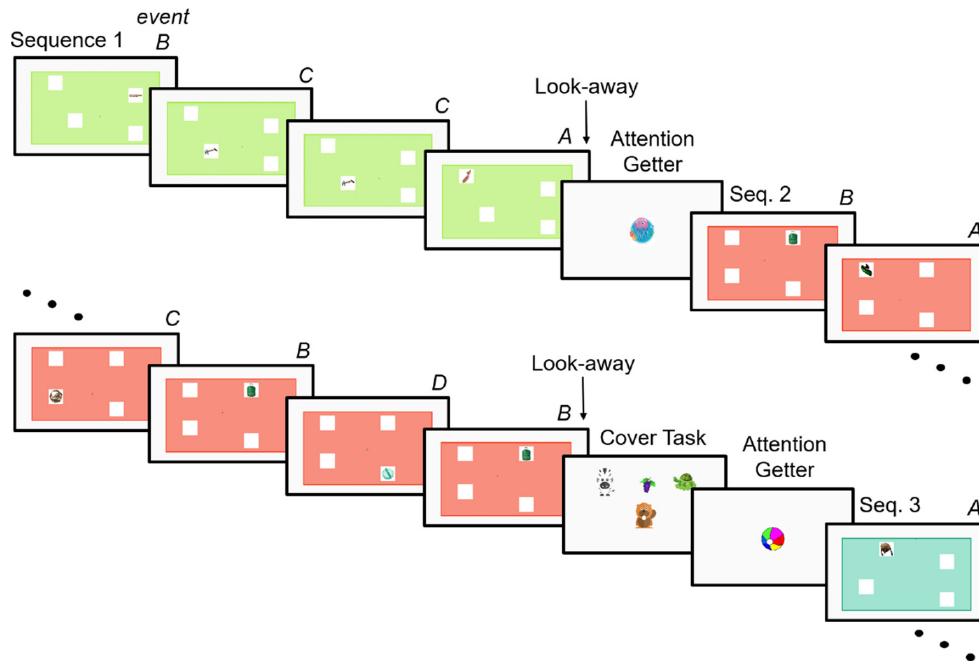 event
Sequence 1
B
C
C
Look-away
A
Attention
Getter
Seq. 2
B
A
C
B
Look-away
D
B
Cover Task
Attention
Getter
Seq. 3
A